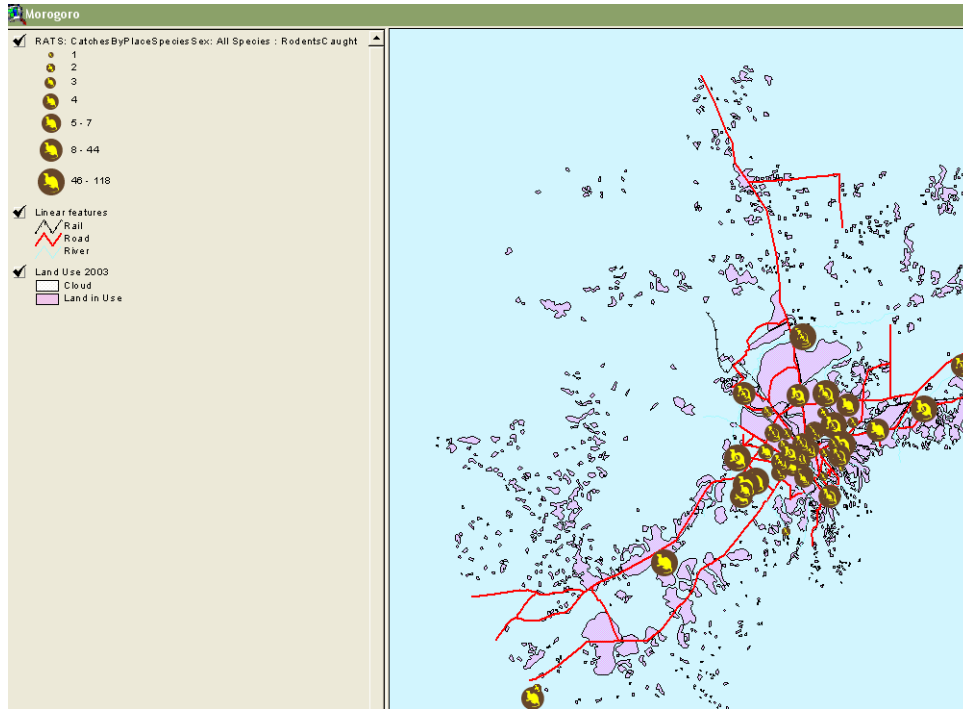 Morogoro
RATS: CatchesByPlaceSpeciesSex: All Species : RodentsCaught
1
2
3
4
5 - 7
8 - 44
46 - 118
Linear features
Rail
Road
River
Land Use 2003
Cloud
Land in Use